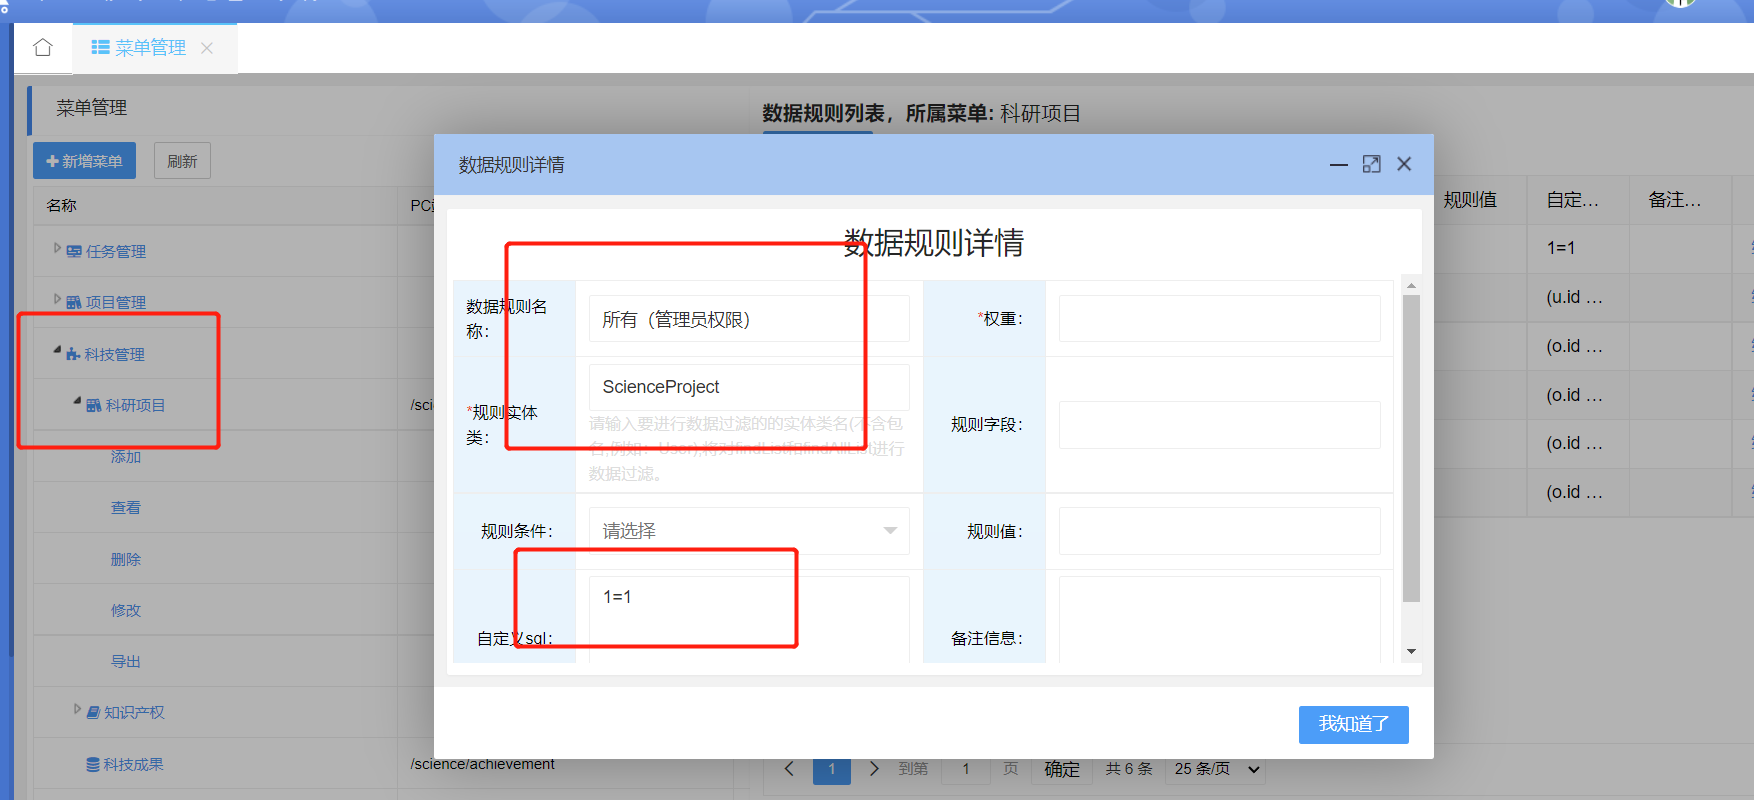 菜单管理
菜单管理
数据规则列表，所属菜单: 科研项目
新增菜单
刷新
名称
PC
任务管理
项目管理
科技管理
科研项目
/sci
添加
查看
删除
修改
导出
知识产权
科技成果
/science/achievement
数据规则详情
数据规则详情
数据规则名称：
所有（管理员权限）
*权重：
*规则实体类：
ScienceProject
请输入要进行数据过滤的的实体类名(不含包名,例如：User),将对findList和findAllList进行数据过滤。
规则字段：
规则条件：
请选择
规则值：
自定义sql：
1=1
备注信息：
我知道了
规则值
自定...
备注...
1=1
(u.id ...
(o.id ...
(o.id ...
(o.id ...
(o.id ...
1
到第
1
页
确定
共 6 条
25 条/页